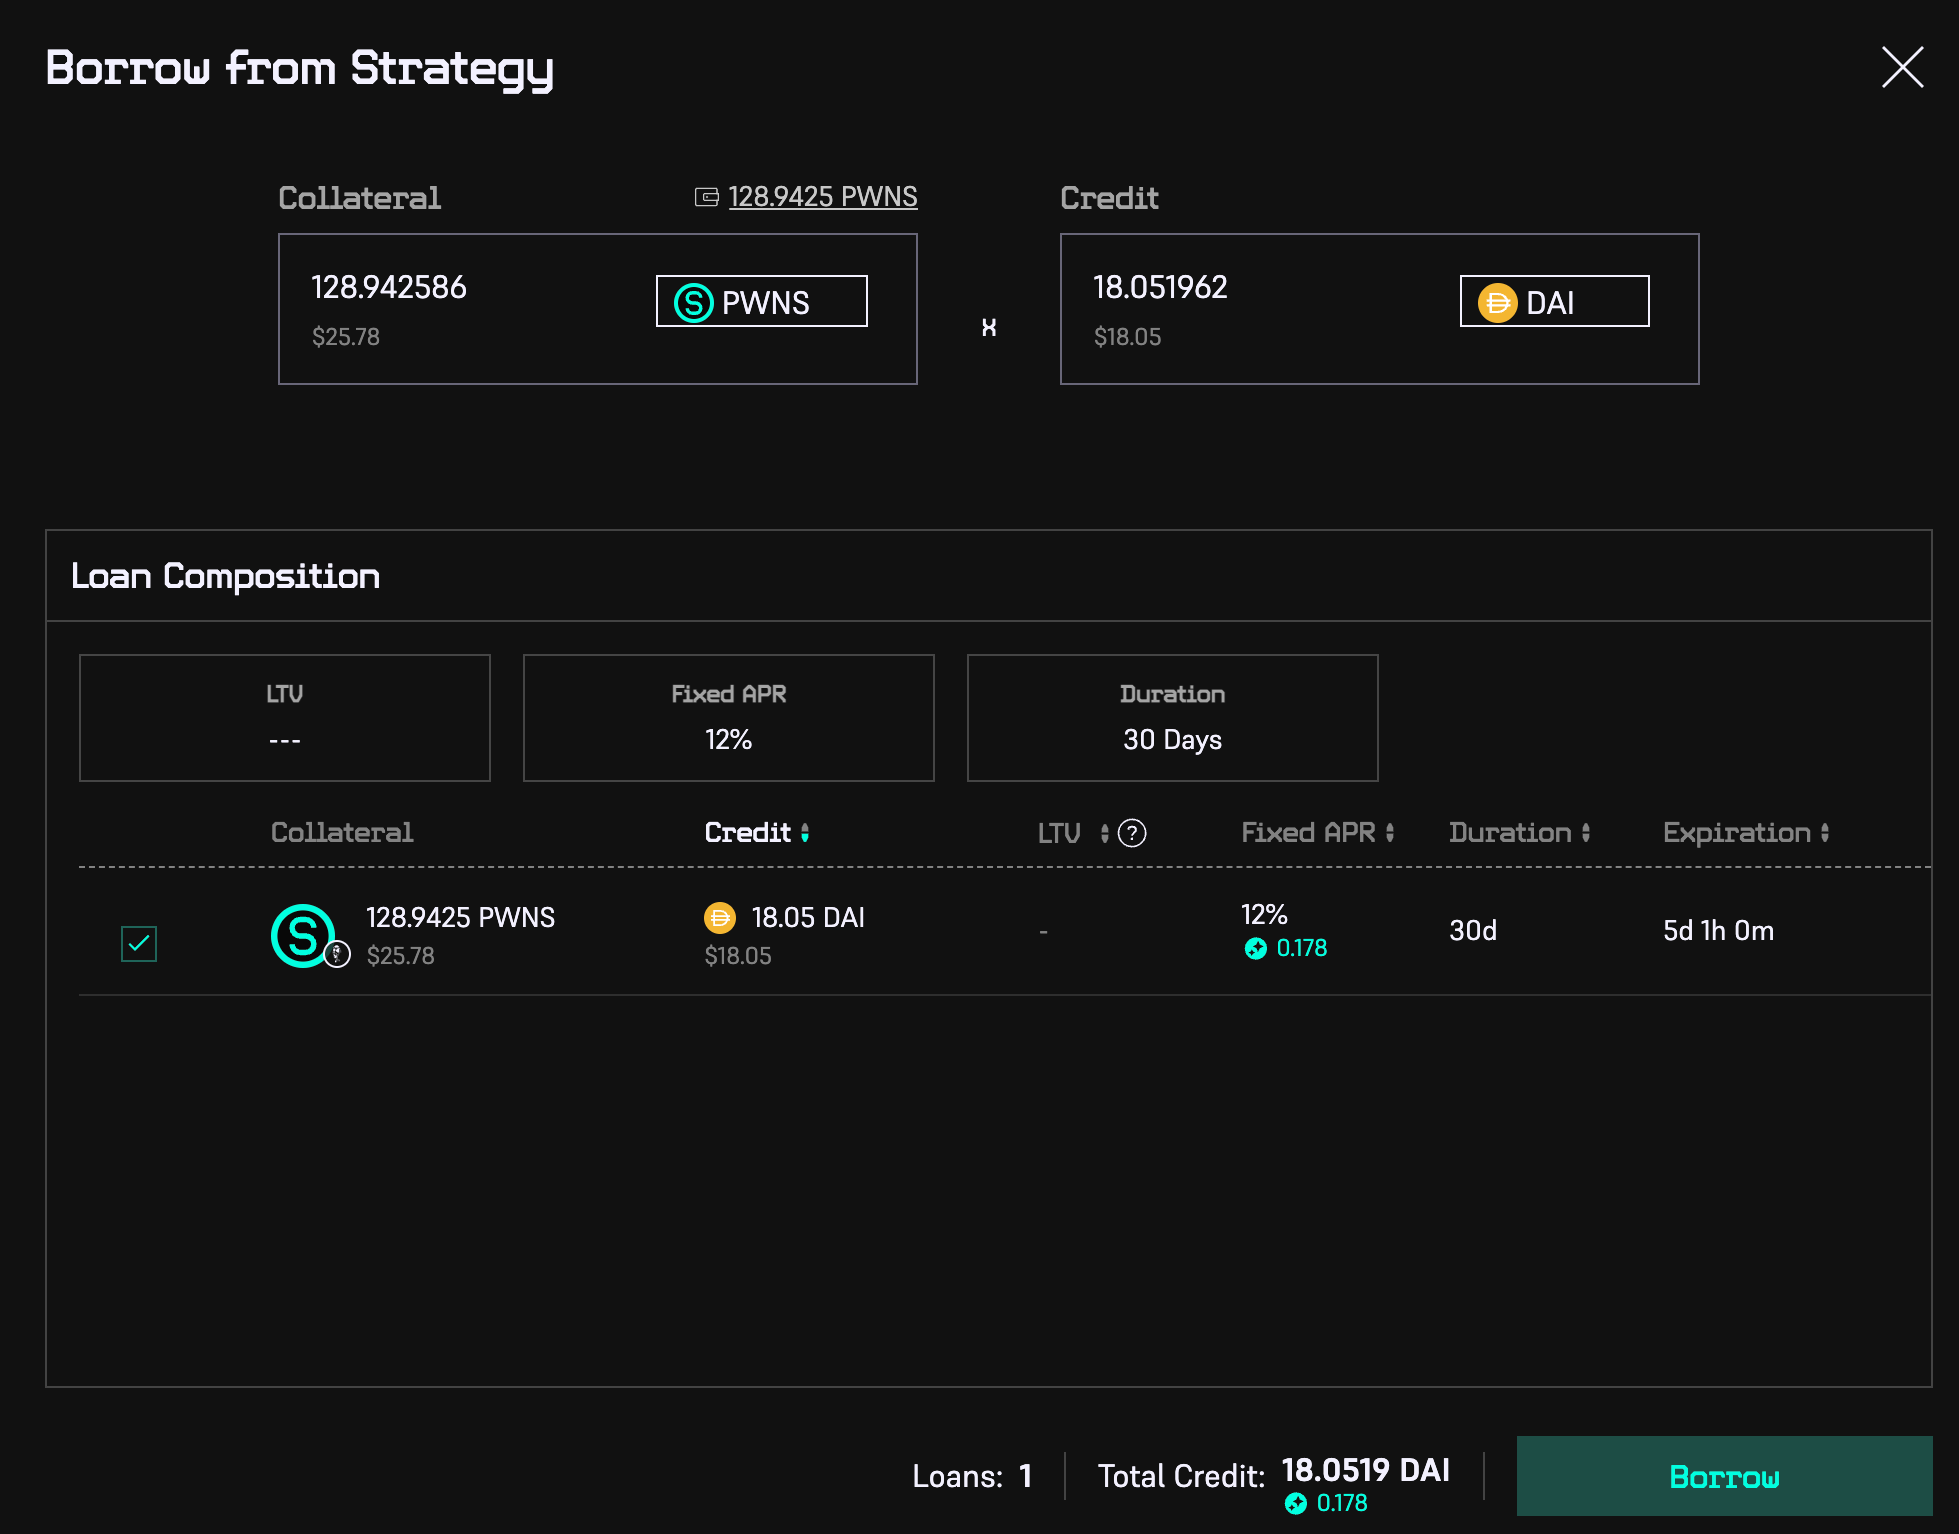 Borrow from Strategy
Collateral
128.9425 PWNS
128.942586
PWNS
$25.78
x
Credit
18.051962
DAI
$18.05
Loan Composition
LTV
---
Fixed APR
12%
Duration
30 Days
Collateral
Credit
LTV ?
Fixed APR
Duration
Expiration
128.9425 PWNS
$25.78
18.05 DAI
$18.05
-
12%
0.178
30d
5d 1h 0m
Loans: 1
Total Credit: 18.0519 DAI
0.178
Borrow